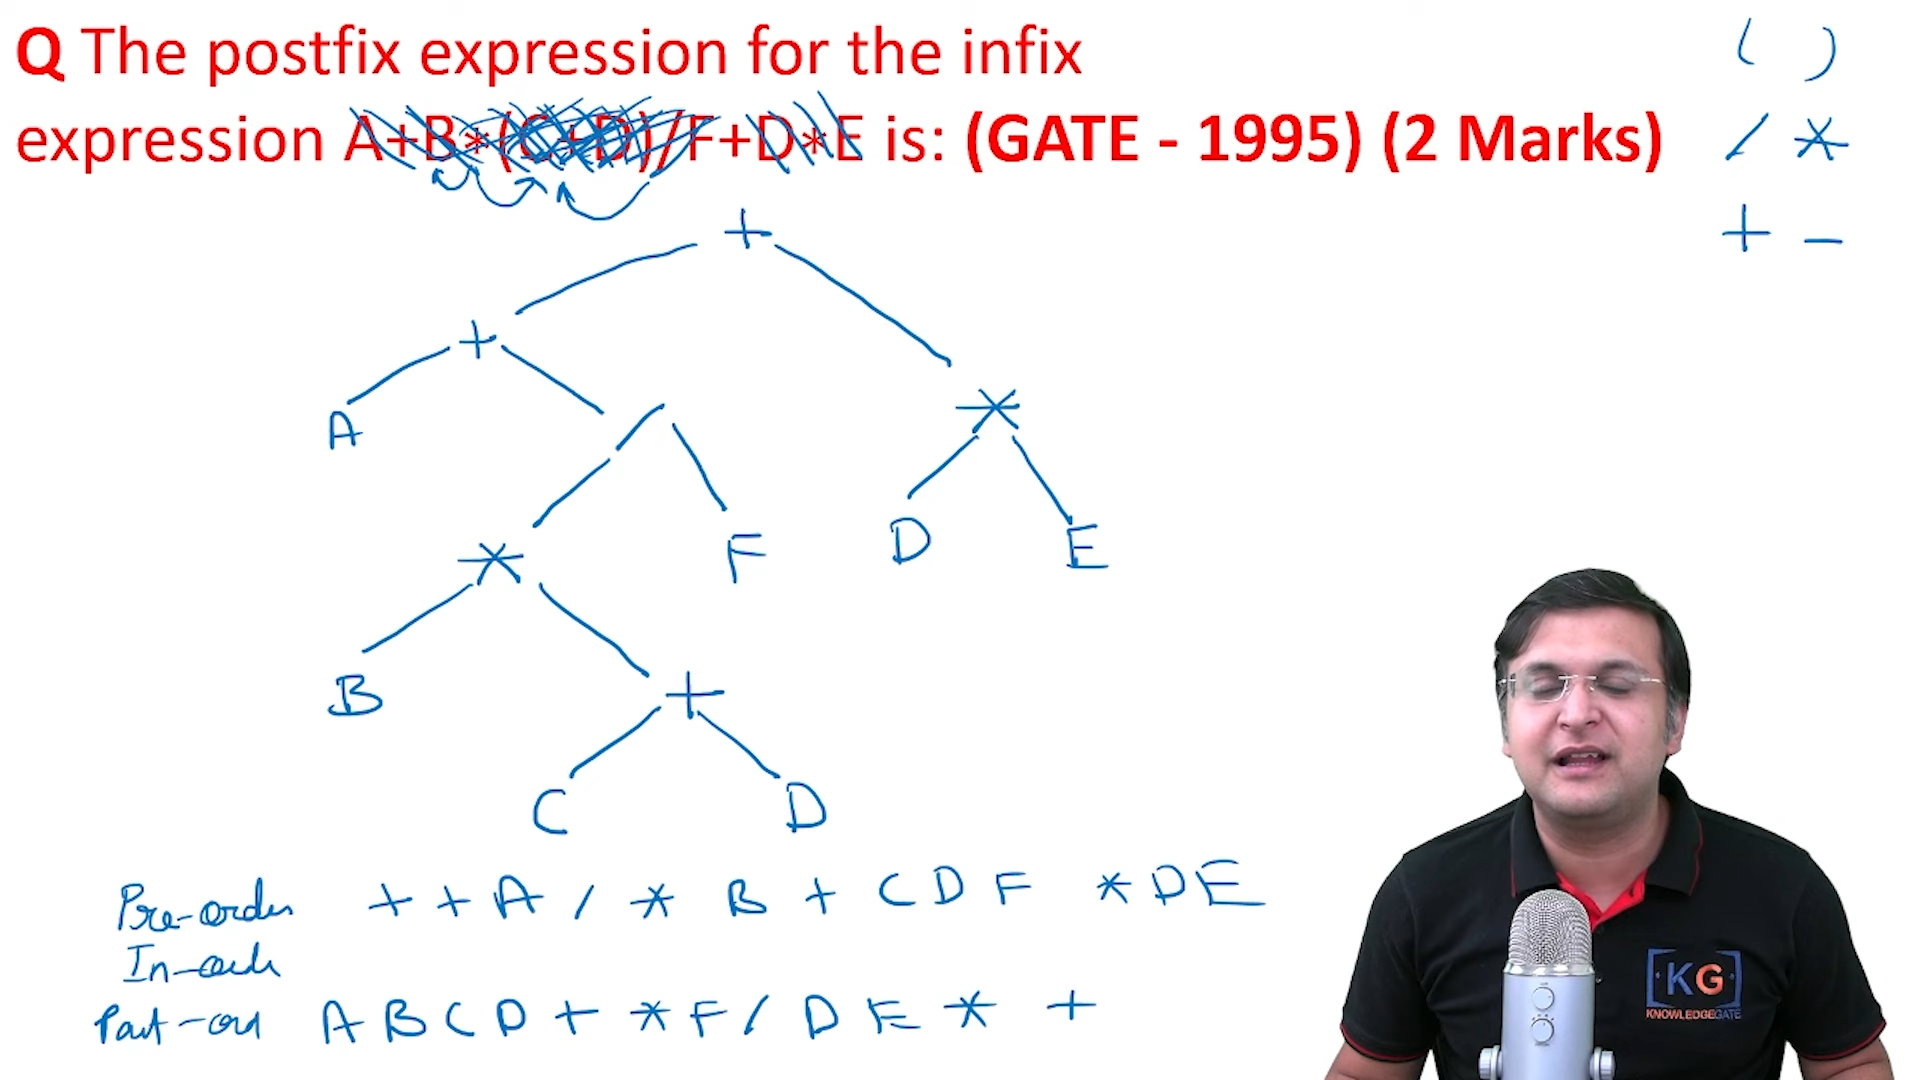 Q The postfix expression for the infix
expression A+B*(C+D)/F+D*E is: (GATE - 1995) (2 Marks)
( )
/ *
+ -
+
+
A
/
*
D
E
*
F
B
+
C
D
Pre-order + + A / * B + C D F * D E
In-order
Post-ord A B C D + * F / D E * +
KG
KNOWLEDGEGATE